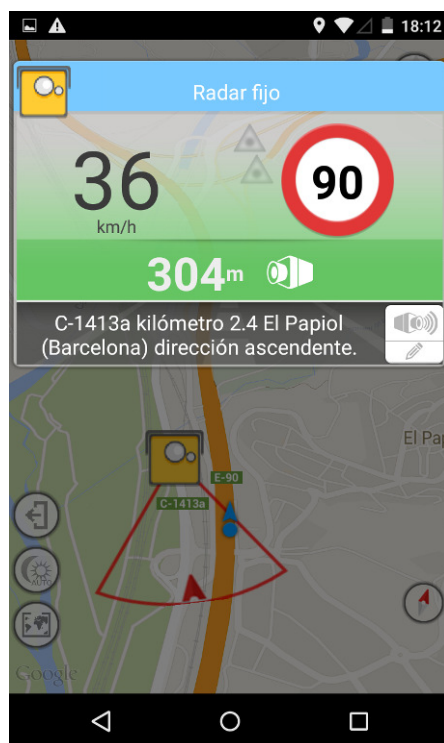 18:12
Radar fijo
36
km/h
90
304m
C-1413a kilómetro 2.4 El Papiol
(Barcelona) dirección ascendente.
El Pap
E-90
C-1413a
AUTO
Google